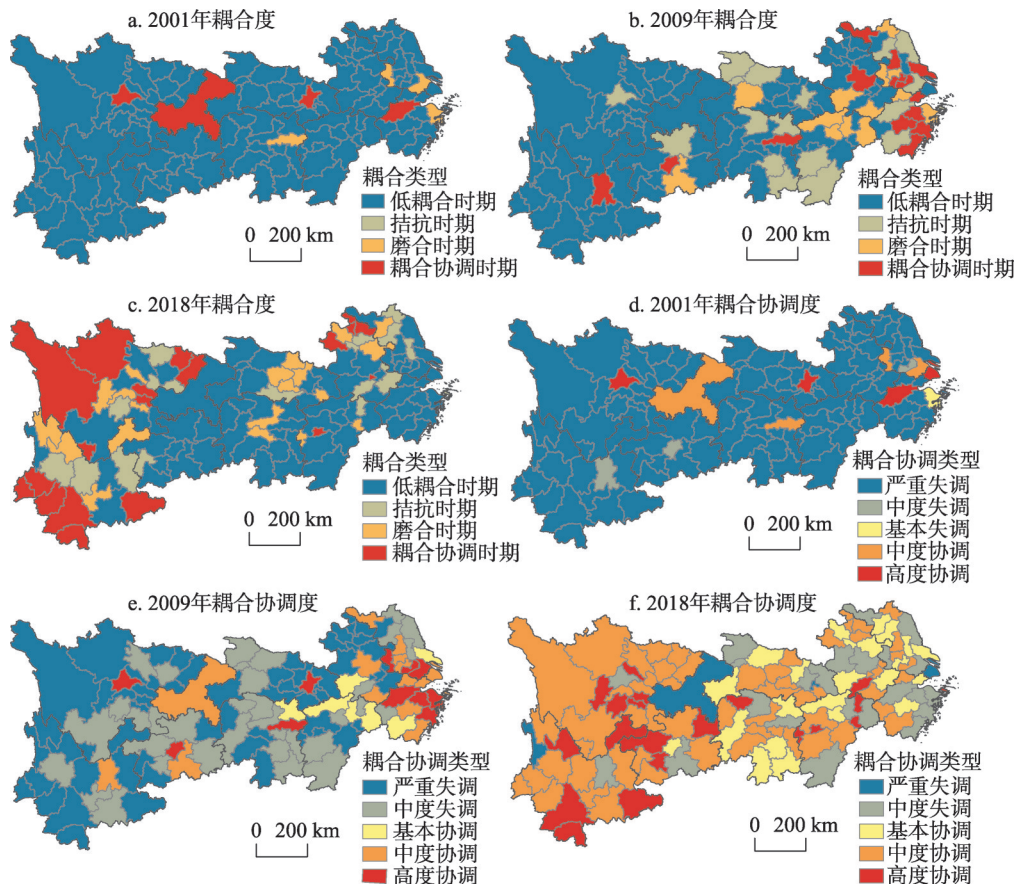 a. 2001年耦合度
耦合类型
低耦合时期
拮抗时期
磨合时期
耦合协调时期
0 200 km
b. 2009年耦合度
耦合类型
低耦合时期
拮抗时期
磨合时期
耦合协调时期
0 200 km
c. 2018年耦合度
耦合类型
低耦合时期
拮抗时期
磨合时期
耦合协调时期
0 200 km
d. 2001年耦合协调度
耦合协调类型
严重失调
中度失调
基本失调
中度协调
高度协调
0 200 km
e. 2009年耦合协调度
耦合协调类型
严重失调
中度失调
基本协调
中度协调
高度协调
0 200 km
f. 2018年耦合协调度
耦合协调类型
严重失调
中度失调
基本协调
中度协调
高度协调
0 200 km